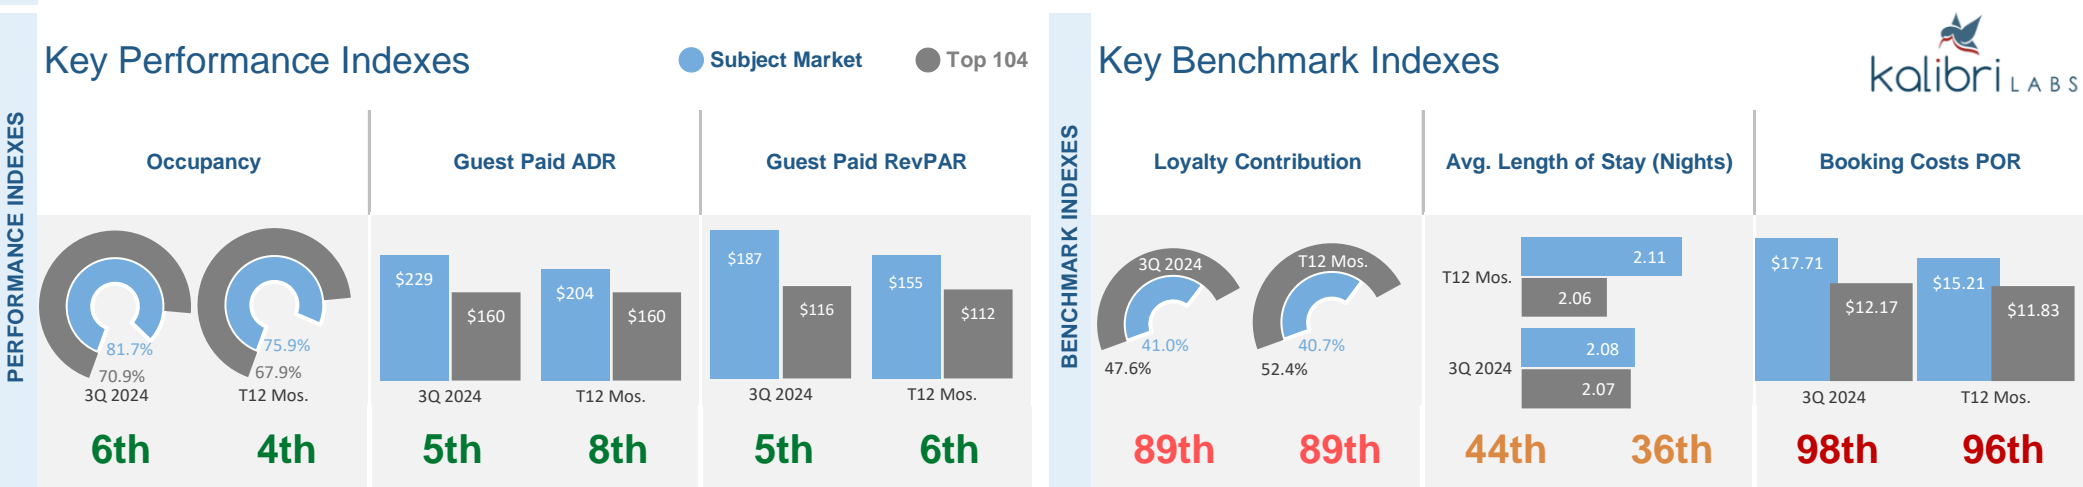 PERFORMANCE INDEXES
Key Performance Indexes
Subject Market
Top 104
Occupancy
Guest Paid ADR
Guest Paid RevPAR
81.7%
70.9%
3Q 2024
75.9%
67.9%
T12 Mos.
$229
$160
3Q 2024
$204
$160
T12 Mos.
$187
$116
3Q 2024
$155
$112
T12 Mos.
6th
4th
5th
8th
5th
6th
BENCHMARK INDEXES
Key Benchmark Indexes
kalibri LABS
Loyalty Contribution
Avg. Length of Stay (Nights)
Booking Costs POR
3Q 2024
41.0%
47.6%
T12 Mos.
40.7%
52.4%
T12 Mos.
2.11
2.06
3Q 2024
2.08
2.07
$17.71
$12.17
3Q 2024
$15.21
$11.83
T12 Mos.
89th
89th
44th
36th
98th
96th